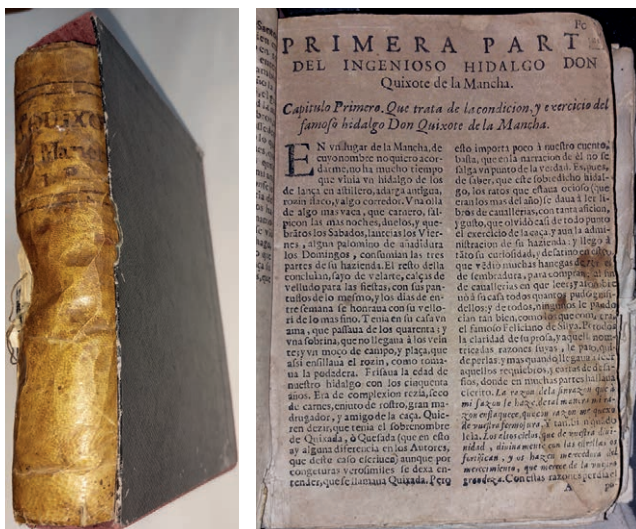 QUIXO
Manc
I. P.
Fo
PRIMERA PART
DEL INGENIOSO HIDALGO DON
Quixote de la Mancha.
Capitulo Primero. Que trata de la condicion, y exercicio del
famoso hidalgo Don Quixote de la Mancha.
EN vn lugar de la Mancha, de
cuyo nombre no quiero acor-
darme, no ha mucho tiempo
que viuia vn hidalgo de los
de lança en astillero, adarga antigua,
rozin flaco, y algo corredor. Vna olla
de algo mas vaca, que carnero, sal-
picon las mas noches, duelos, y que-
brãtos los Sabados, lantejas los Vier-
nes, algun palomino de añadidura
los Domingos, consumian las tres
partes de su hazienda. El resto della
concluian, sayo de velarte, calças de
velludo para las fiestas, con sus pan-
tuflos de lo mesmo, y los dias de en-
tre semana se honraua con su vello-
ri de lo mas fino. Tenia en su casa vn
ama, que passaua de los quarenta; y
vna sobrina, que no llegaua à los vein
te; y vn moço de campo, y plaça, que
assi ensillaua el rozin, como toma-
ua la podadera. Frisaua la edad de
nuestro hidalgo con los cinquenta
años. Era de complexion rezia, seco
de carnes, enjuto de rostro, gran ma-
drugador, y amigo de la caça. Quie-
ren dezir, que tenia el sobrenombre
de Quixada, ò Quesada (que en esto
ay alguna diferencia en los Autores,
que deste caso escriuen) aunque por
congeturas verosimiles se dexa en-
tender, que se llamaua Quixada. Pero
esto importa poco à nuestro cuento,
basta, que en la narracion de èl no se
salga vn punto de la verdad. Es, pues,
de saber, que este sobredicho hidal-
go, los ratos que estaua ocioso (que
eran los mas del año) se daua à leer li-
bros de cauallerias, con tanta aficion,
y gusto, que oluidò casi de todo punto
el exercicio de la caça, y aun la admi-
nistracion de su hazienda: y llegò à
tãto su curiosidad, y desatino en esto,
que vẽdiò muchas hanegas de
de sembradura, para comprar
de cauallerias en que leer; y
nò à su casa todos quantos pudo
dellos: y de todos, ningunos le
cian tan bien, como los que com
el famoso Feliciano de Silva. Porque
la claridad de su prosa, y aquellas
tricadas razones suyas, le pare
de perlas, y mas quando llegaua à leer
aquellos requiebros, y cartas de desa-
fios, donde en muchas partes hallaua
escrito. La razon de la sinrazon que à
mi razon se haze, de tal manera mi ra-
zon enflaquece, que con razon me quexo
de vuestra fermosura. Y tambien quando
leia. Los altos cielos, que de vuestra dui-
nidad, divinamente con las estrellas os
fortifican, y os hazen merecedora del
merecimiento, que merece de la vuestra
grandeza. Con estas razones perdia el
A